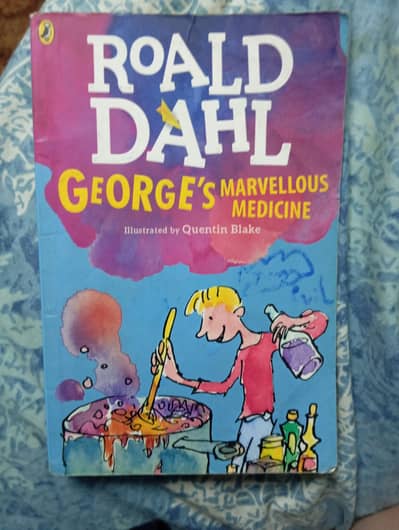 ROALD
DAHL
GEORGE'S MARVELLOUS
MEDICINE
Illustrated by Quentin Blake